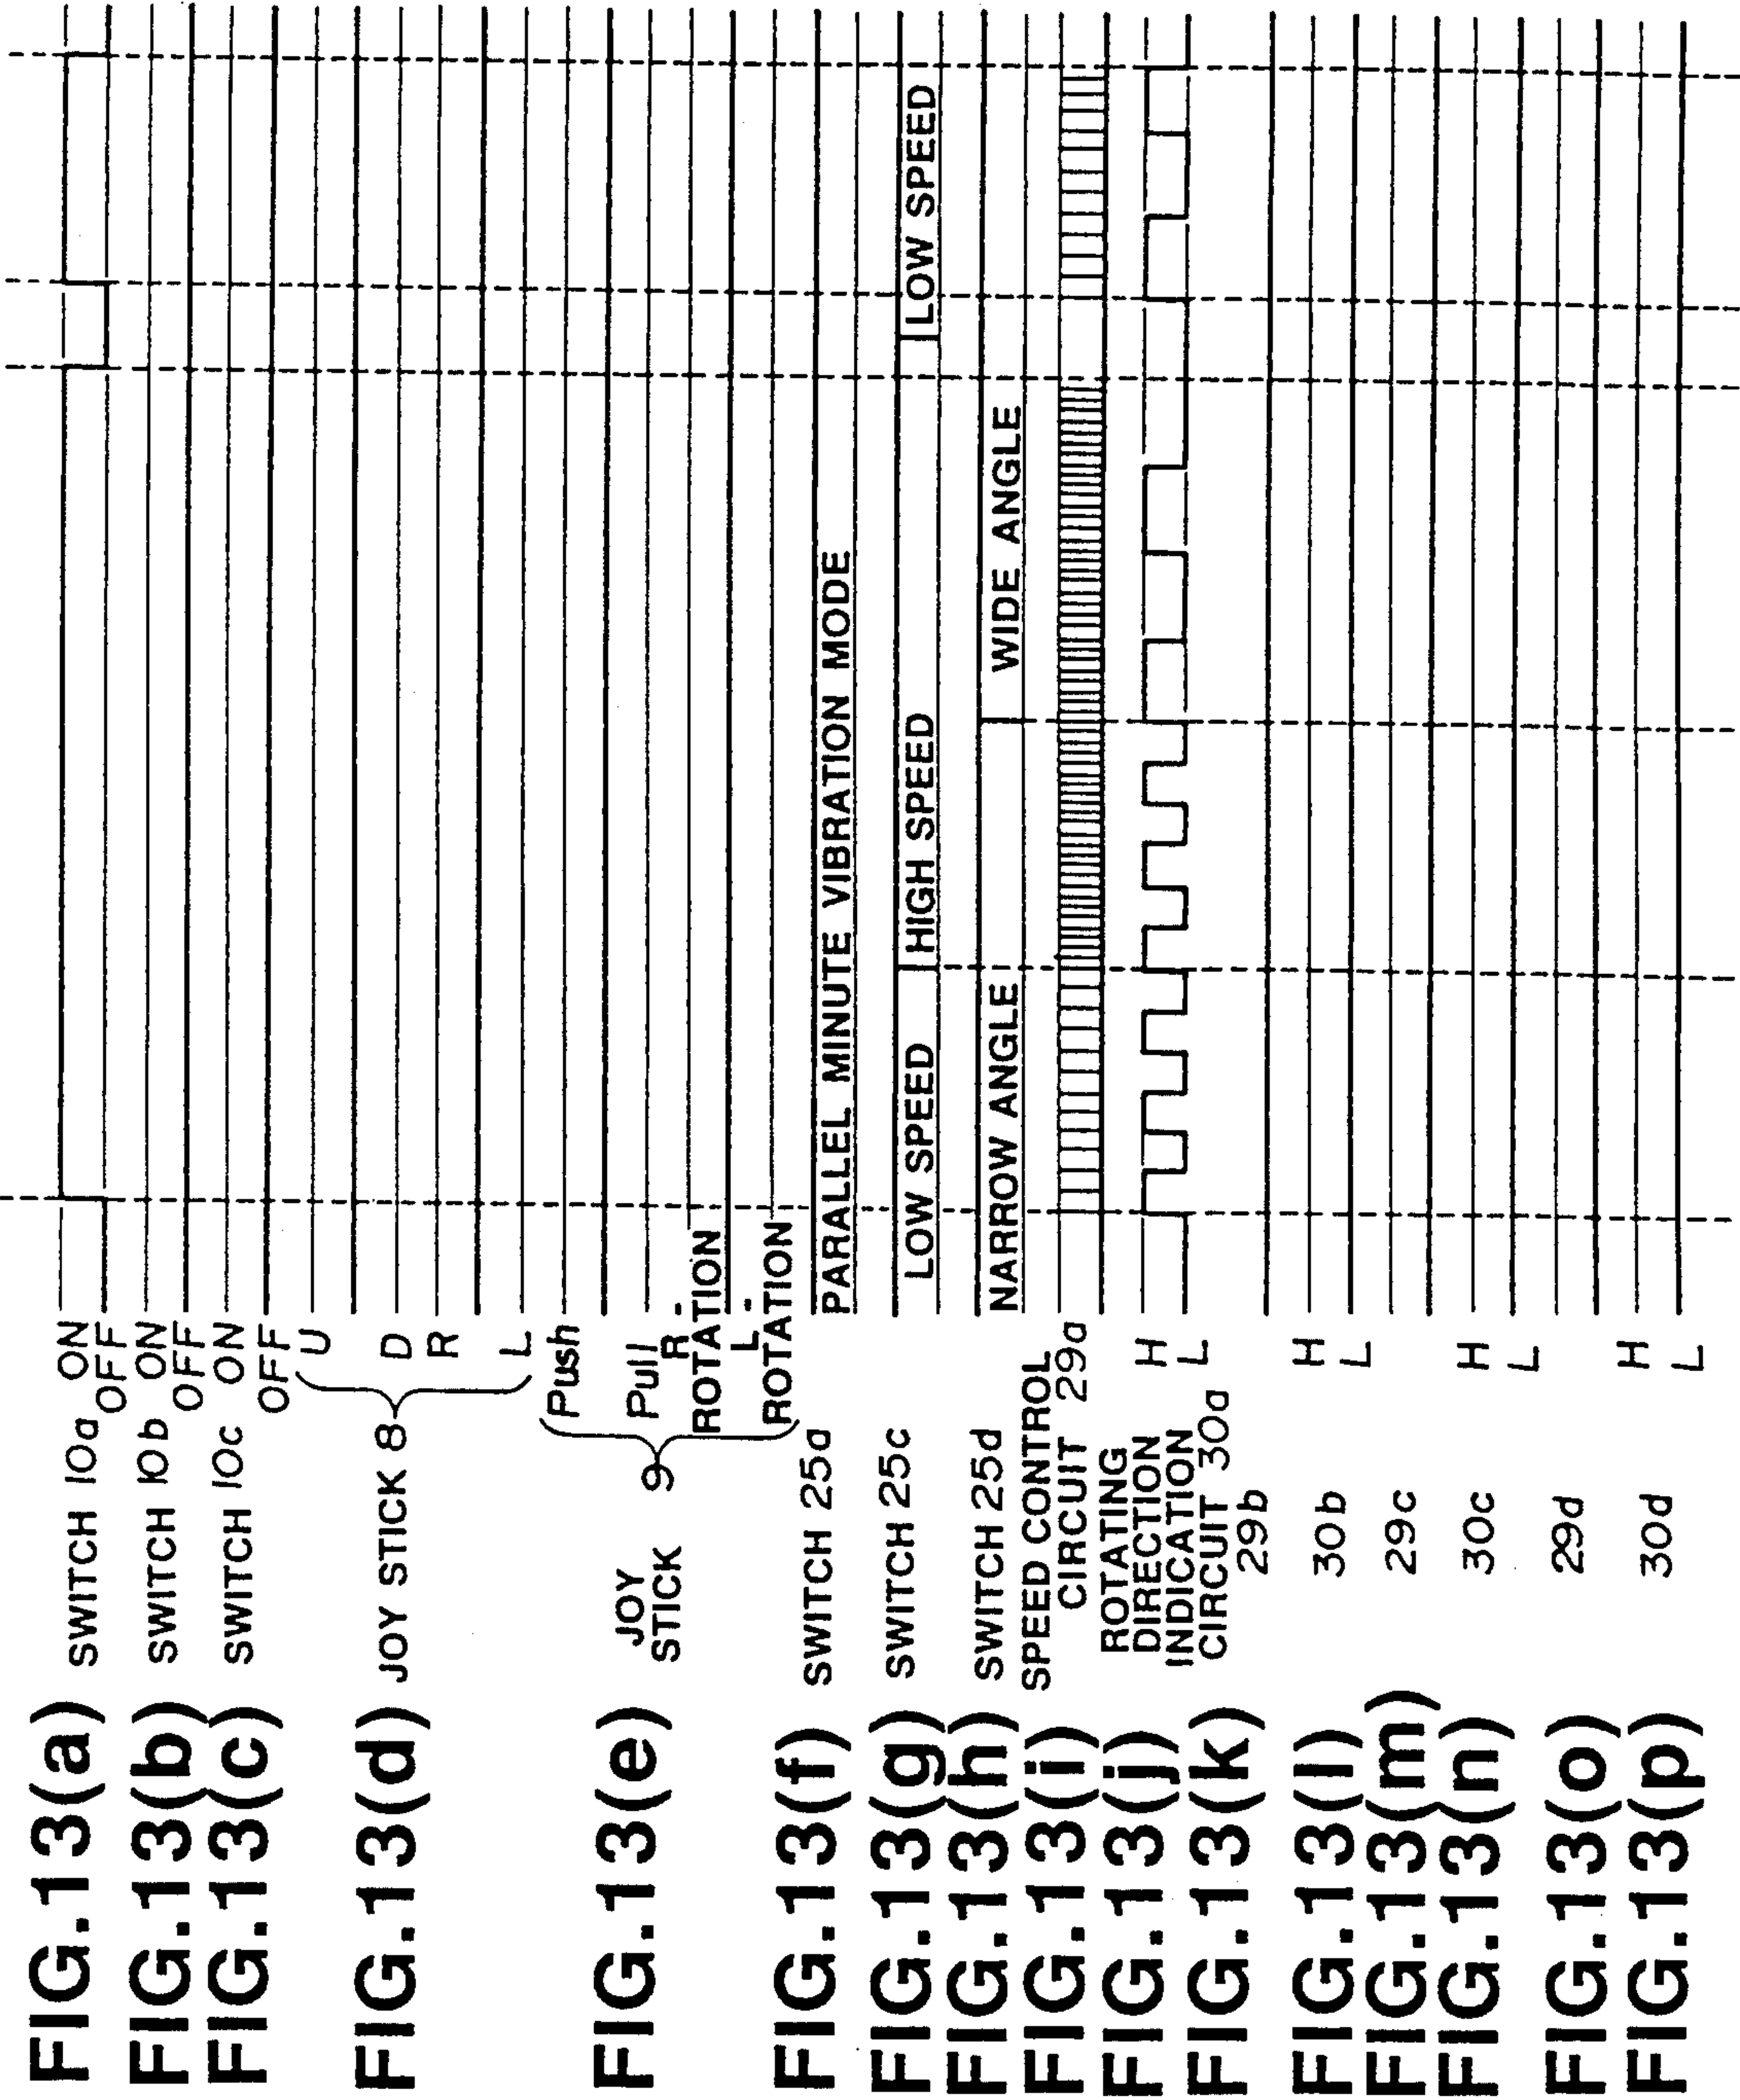 FIG.13(a) SWITCH 10a ON
OFF
FIG.13(b) SWITCH 10b ON
OFF
FIG.13(c) SWITCH 10c ON
OFF
FIG.13(d) JOY STICK 8
U
D
R
L
FIG.13(e) JOY STICK 9
Push
Pull
R-
ROTATION
L-
ROTATION
FIG.13(f) SWITCH 25a PARALLEL MINUTE VIBRATION MODE
FIG.13(g) SWITCH 25c LOW SPEED HIGH SPEED LOW SPEED
FIG.13(h) SWITCH 25d NARROW ANGLE WIDE ANGLE
FIG.13(i) SPEED CONTROL
CIRCUIT 29a
FIG.13(j) ROTATING
DIRECTION
INDICATION
CIRCUIT 30a
H
L
FIG.13(k) 29b
FIG.13(l) 30b H
L
FIG.13(m) 29c
FIG.13(n) 30c H
L
FIG.13(o) 29d
FIG.13(p) 30d H
L